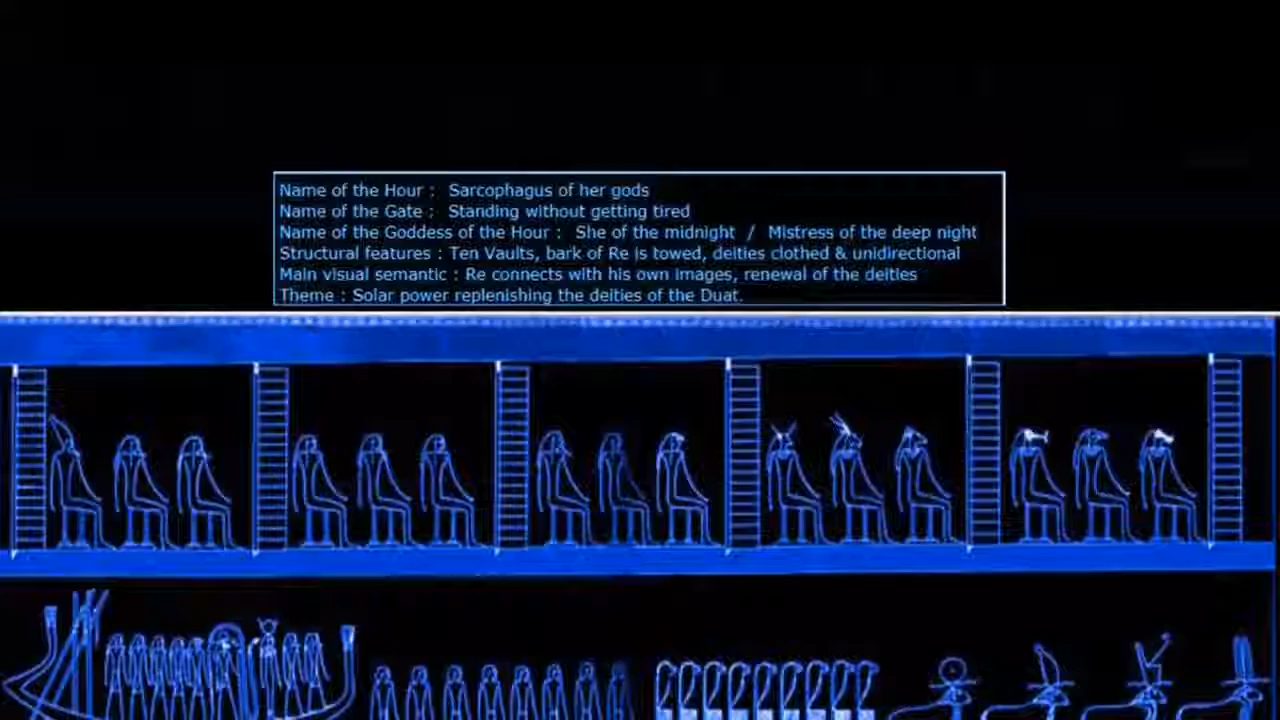 Name of the Hour : Sarcophagus of her gods
Name of the Gate : Standing without getting tired
Name of the Goddess of the Hour : She of the midnight / Mistress of the deep night
Structural features : Ten Vaults, bark of Re is towed, deities clothed & unidirectional
Main visual semantic : Re connects with his own images, renewal of the deities
Theme : Solar power replenishing the deities of the Duat.